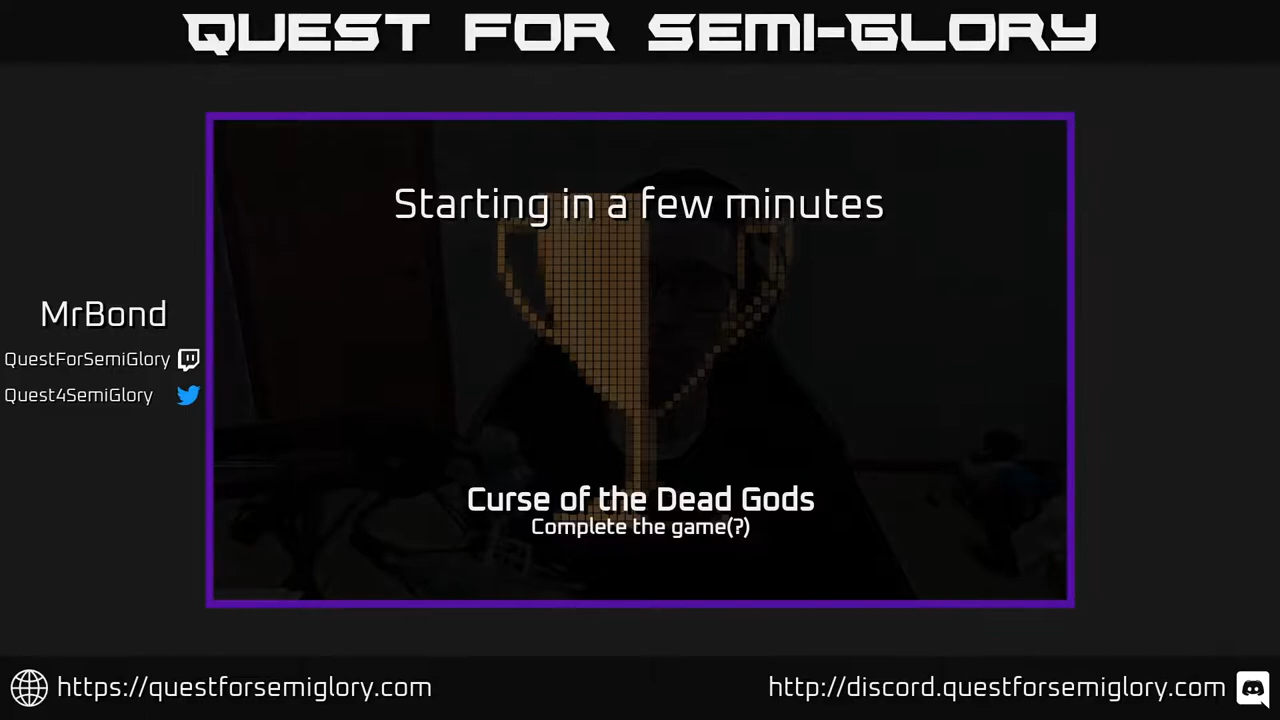 QUEST FOR SEMI-GLORY
Starting in a few minutes
MrBond
QuestForSemiGlory
Quest4SemiGlory
Curse of the Dead Gods
Complete the game(?)
https://questforsemiglory.com
http://discord.questforsemiglory.com